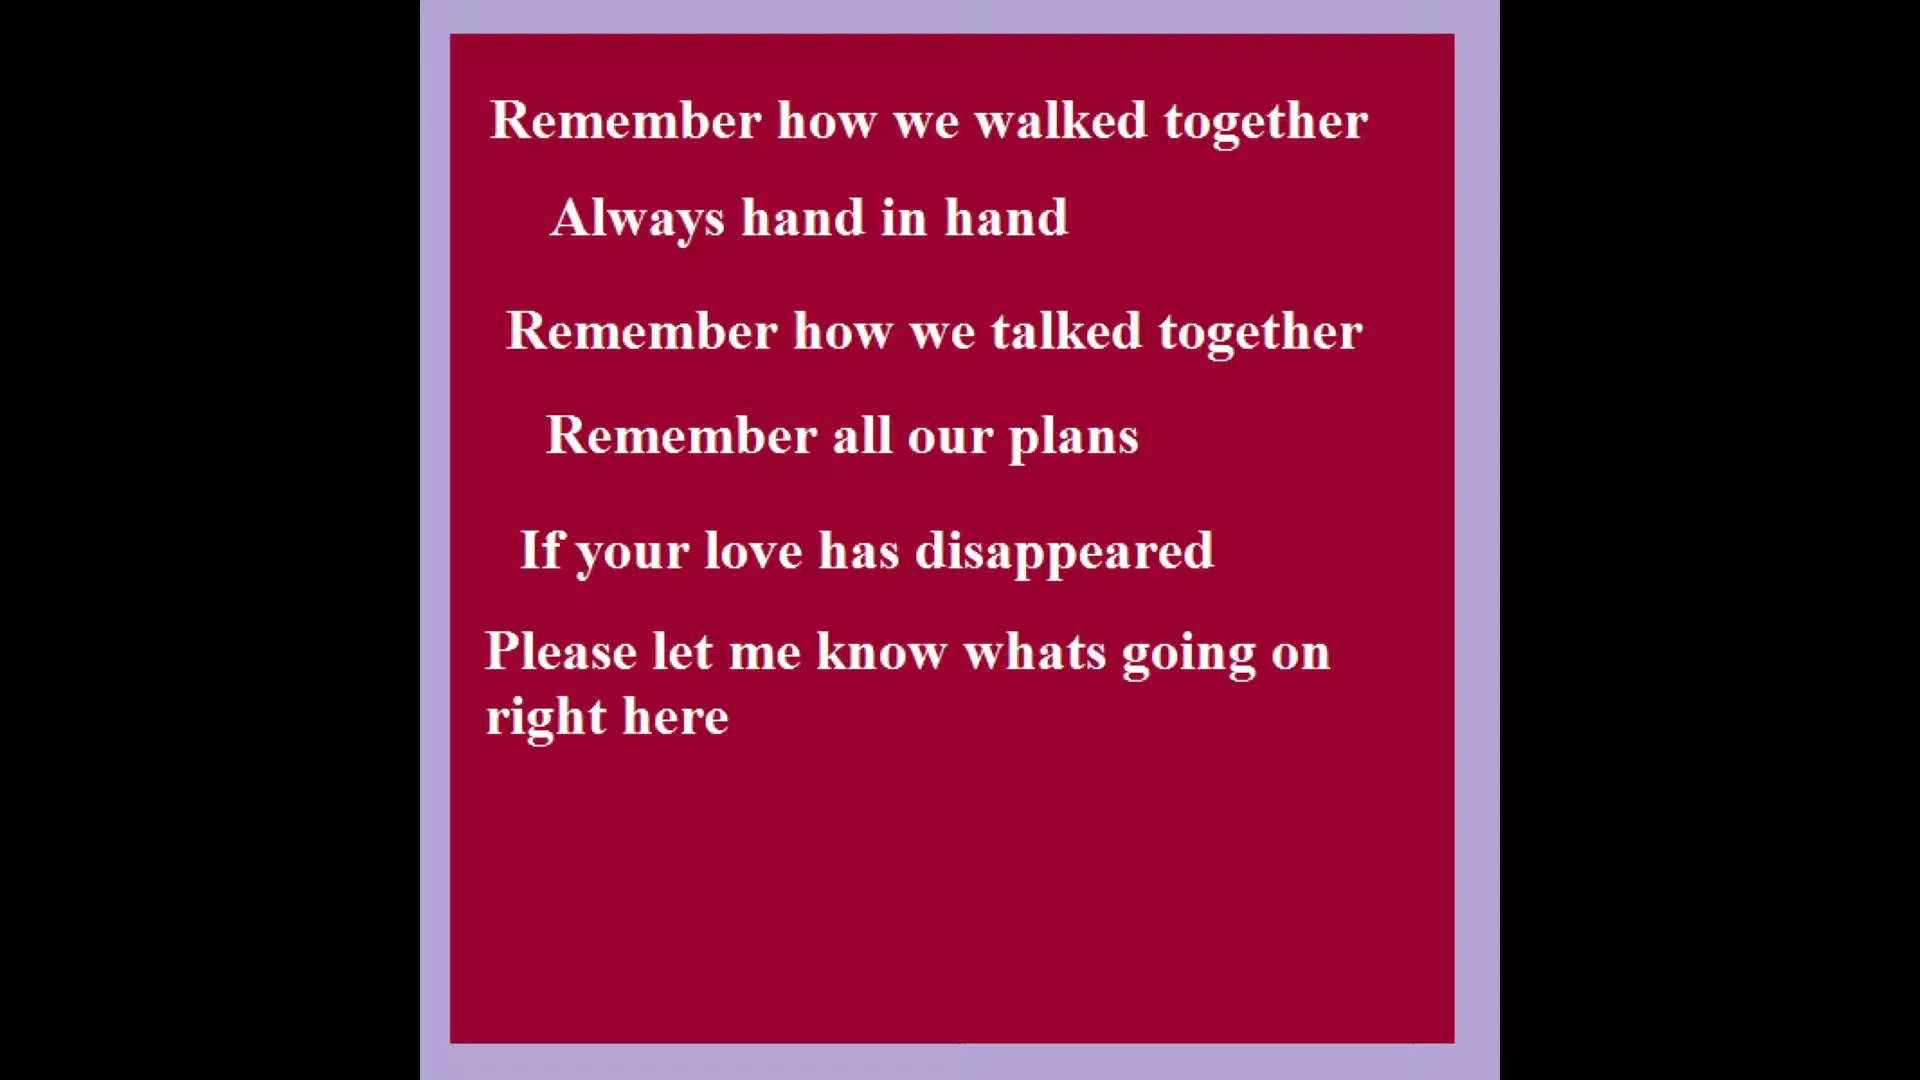 Remember how we walked together
Always hand in hand
Remember how we talked together
Remember all our plans
If your love has disappeared
Please let me know whats going on
right here